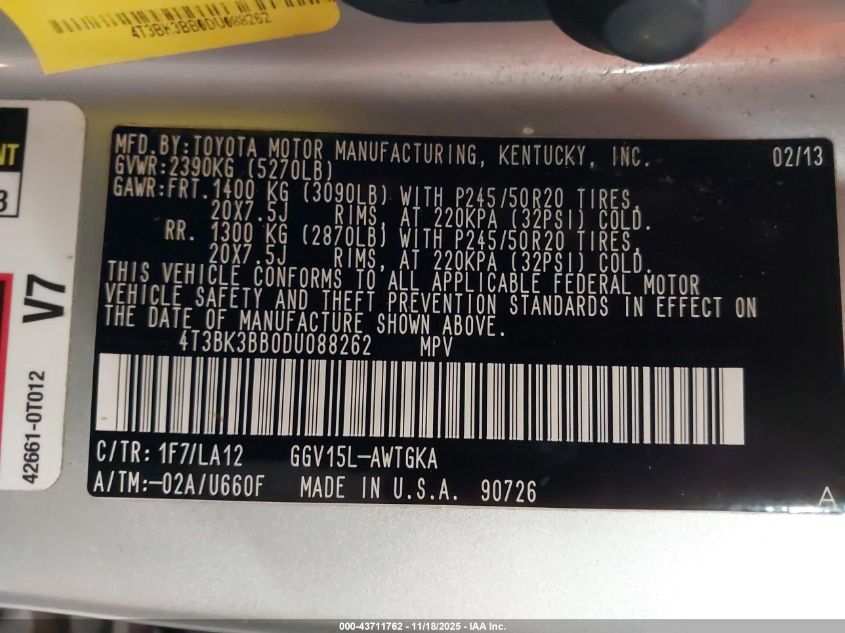 4T3BK3BB0DU088262
NT
3
V7
42661-0T012
MFD.BY:TOYOTA MOTOR MANUFACTURING, KENTUCKY, INC. 02/13
GVWR:2390KG (5270LB)
GAWR:FRT. 1400 KG (3090LB) WITH P245/50R20 TIRES,
20X7.5J RIMS, AT 220KPA (32PSI) COLD.
RR. 1300 KG (2870LB) WITH P245/50R20 TIRES,
20X7.5J RIMS, AT 220KPA (32PSI) COLD.
THIS VEHICLE CONFORMS TO ALL APPLICABLE FEDERAL MOTOR
VEHICLE SAFETY AND THEFT PREVENTION STANDARDS IN EFFECT ON
THE DATE OF MANUFACTURE SHOWN ABOVE.
4T3BK3BB0DU088262 MPV
C/TR: 1F7/LA12 GGV15L-AWTGKA
A/TM:-02A/U660F MADE IN U.S.A. 90726
A
000-43711762 - 11/18/2025 - IAA Inc.